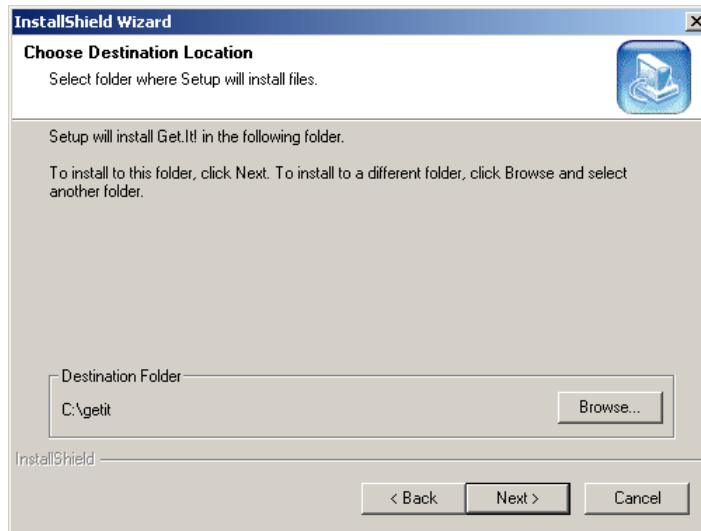 InstallShield Wizard
Choose Destination Location
Select folder where Setup will install files.
Setup will install Get.It! in the following folder.
To install to this folder, click Next. To install to a different folder, click Browse and select
another folder.
Destination Folder
C:\getit
Browse...
InstallShield
< Back
Next >
Cancel